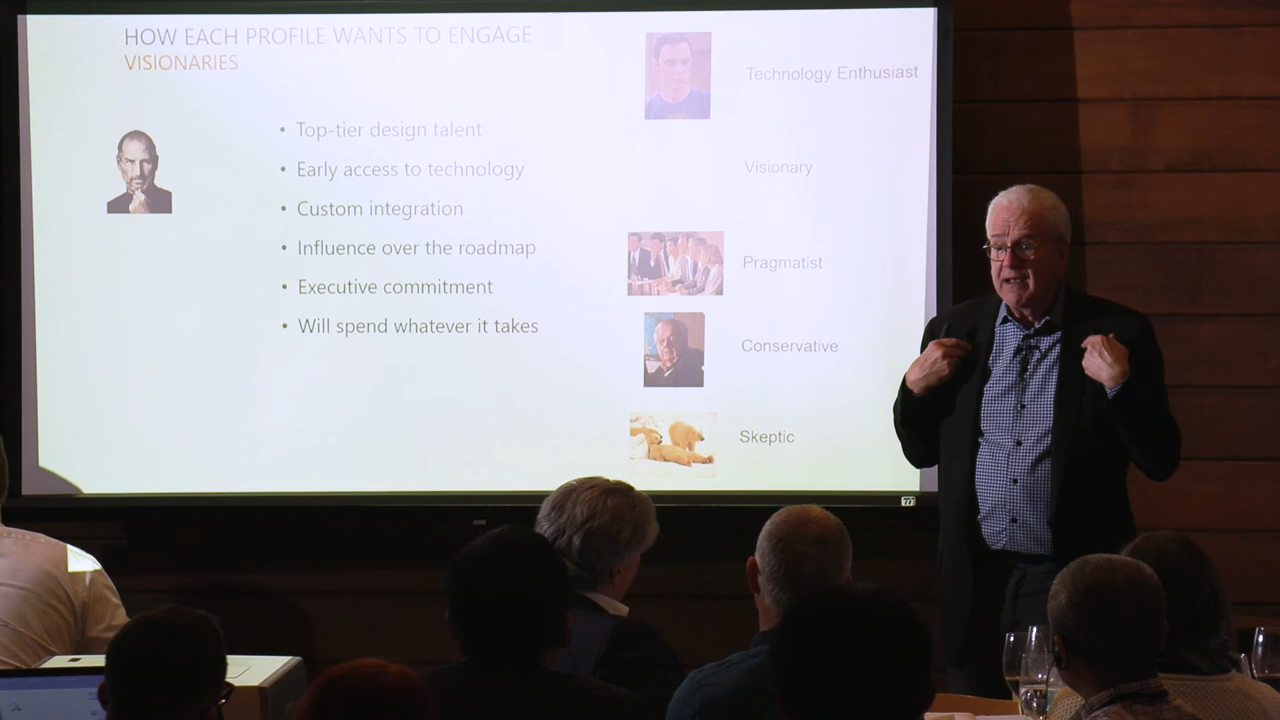 HOW EACH PROFILE WANTS TO ENGAGE
VISIONARIES
• Top-tier design talent
• Early access to technology
• Custom integration
• Influence over the roadmap
• Executive commitment
• Will spend whatever it takes
Technology Enthusiast
Visionary
Pragmatist
Conservative
Skeptic